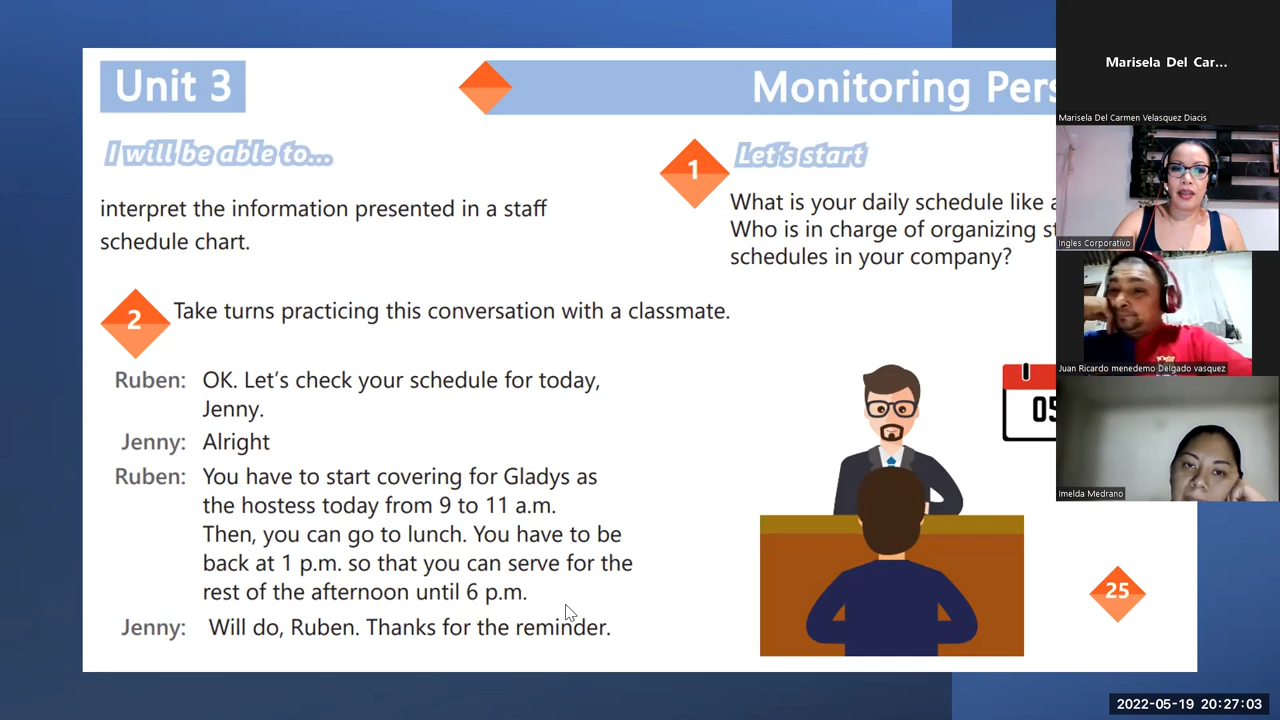 Unit 3
Monitoring Pers
I will be able to...
interpret the information presented in a staff
schedule chart.
1
Let's start
What is your daily schedule like a
Who is in charge of organizing st
schedules in your company?
2
Take turns practicing this conversation with a classmate.
Ruben: OK. Let's check your schedule for today,
Jenny.
Jenny: Alright
Ruben: You have to start covering for Gladys as
the hostess today from 9 to 11 a.m.
Then, you can go to lunch. You have to be
back at 1 p.m. so that you can serve for the
rest of the afternoon until 6 p.m.
Jenny: Will do, Ruben. Thanks for the reminder.
05
25
Marisela Del Car...
Marisela Del Carmen Velasquez Diacis
Ingles Corporativo
Juan Ricardo menedemo Delgado vasquez
Imelda Medrano
2022-05-19 20:27:03